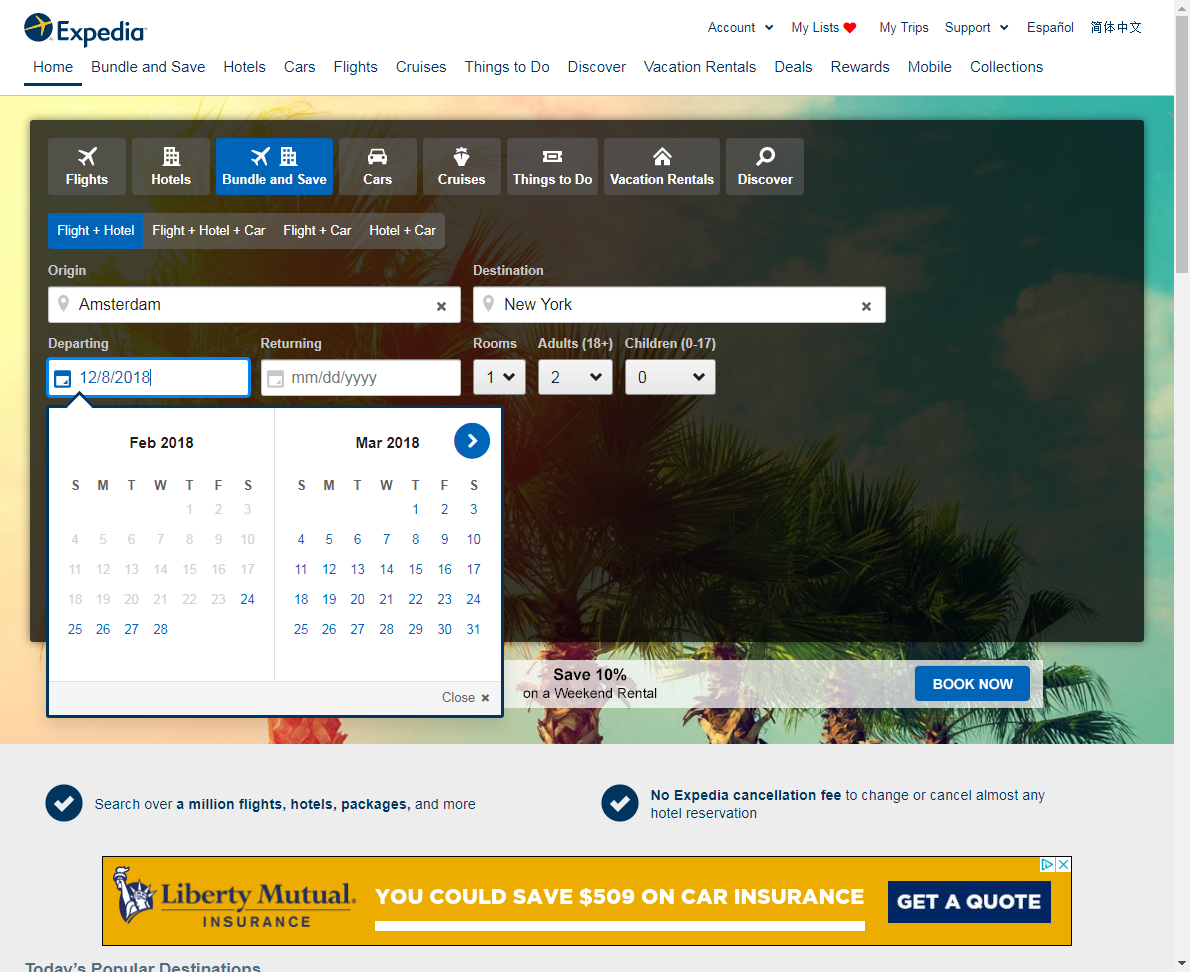 Expedia
Account My Lists My Trips Support Español 简体中文
Home Bundle and Save Hotels Cars Flights Cruises Things to Do Discover Vacation Rentals Deals Rewards Mobile Collections
Flights Hotels Bundle and Save Cars Cruises Things to Do Vacation Rentals Discover
Flight + Hotel Flight + Hotel + Car Flight + Car Hotel + Car
Origin Destination
Amsterdam New York
Departing Returning Rooms Adults (18+) Children (0-17)
12/8/2018 mm/dd/yyyy 1 2 0
Feb 2018 Mar 2018
S M T W T F S S M T W T F S
1 2 3 1 2 3
4 5 6 7 8 9 10 4 5 6 7 8 9 10
11 12 13 14 15 16 17 11 12 13 14 15 16 17
18 19 20 21 22 23 24 18 19 20 21 22 23 24
25 26 27 28 25 26 27 28 29 30 31
Close
Save 10%
on a Weekend Rental
BOOK NOW
Search over a million flights, hotels, packages, and more
No Expedia cancellation fee to change or cancel almost any
hotel reservation
Liberty Mutual.
INSURANCE
YOU COULD SAVE $509 ON CAR INSURANCE
GET A QUOTE
Today's Popular Destinations